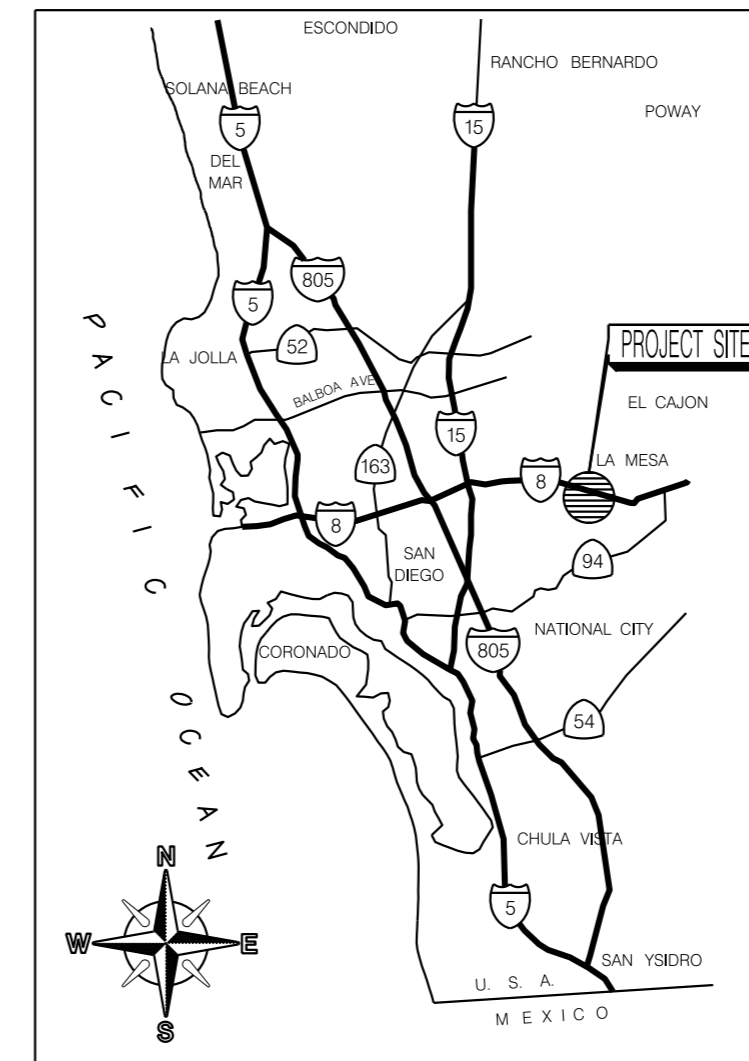 ESCONDIDO
RANCHO BERNARDO
SOLANA BEACH
POWAY
5
15
DEL
MAR
805
5
PROJECT SITE
52
LA JOLLA
BALBOA AVE
EL CAJON
15
163
LA MESA
8
8
PACIFIC OCEAN
SAN
DIEGO
94
NATIONAL CITY
805
CORONADO
54
CHULA VISTA
N
W
E
S
5
SAN YSIDRO
U. S. A.
MEXICO